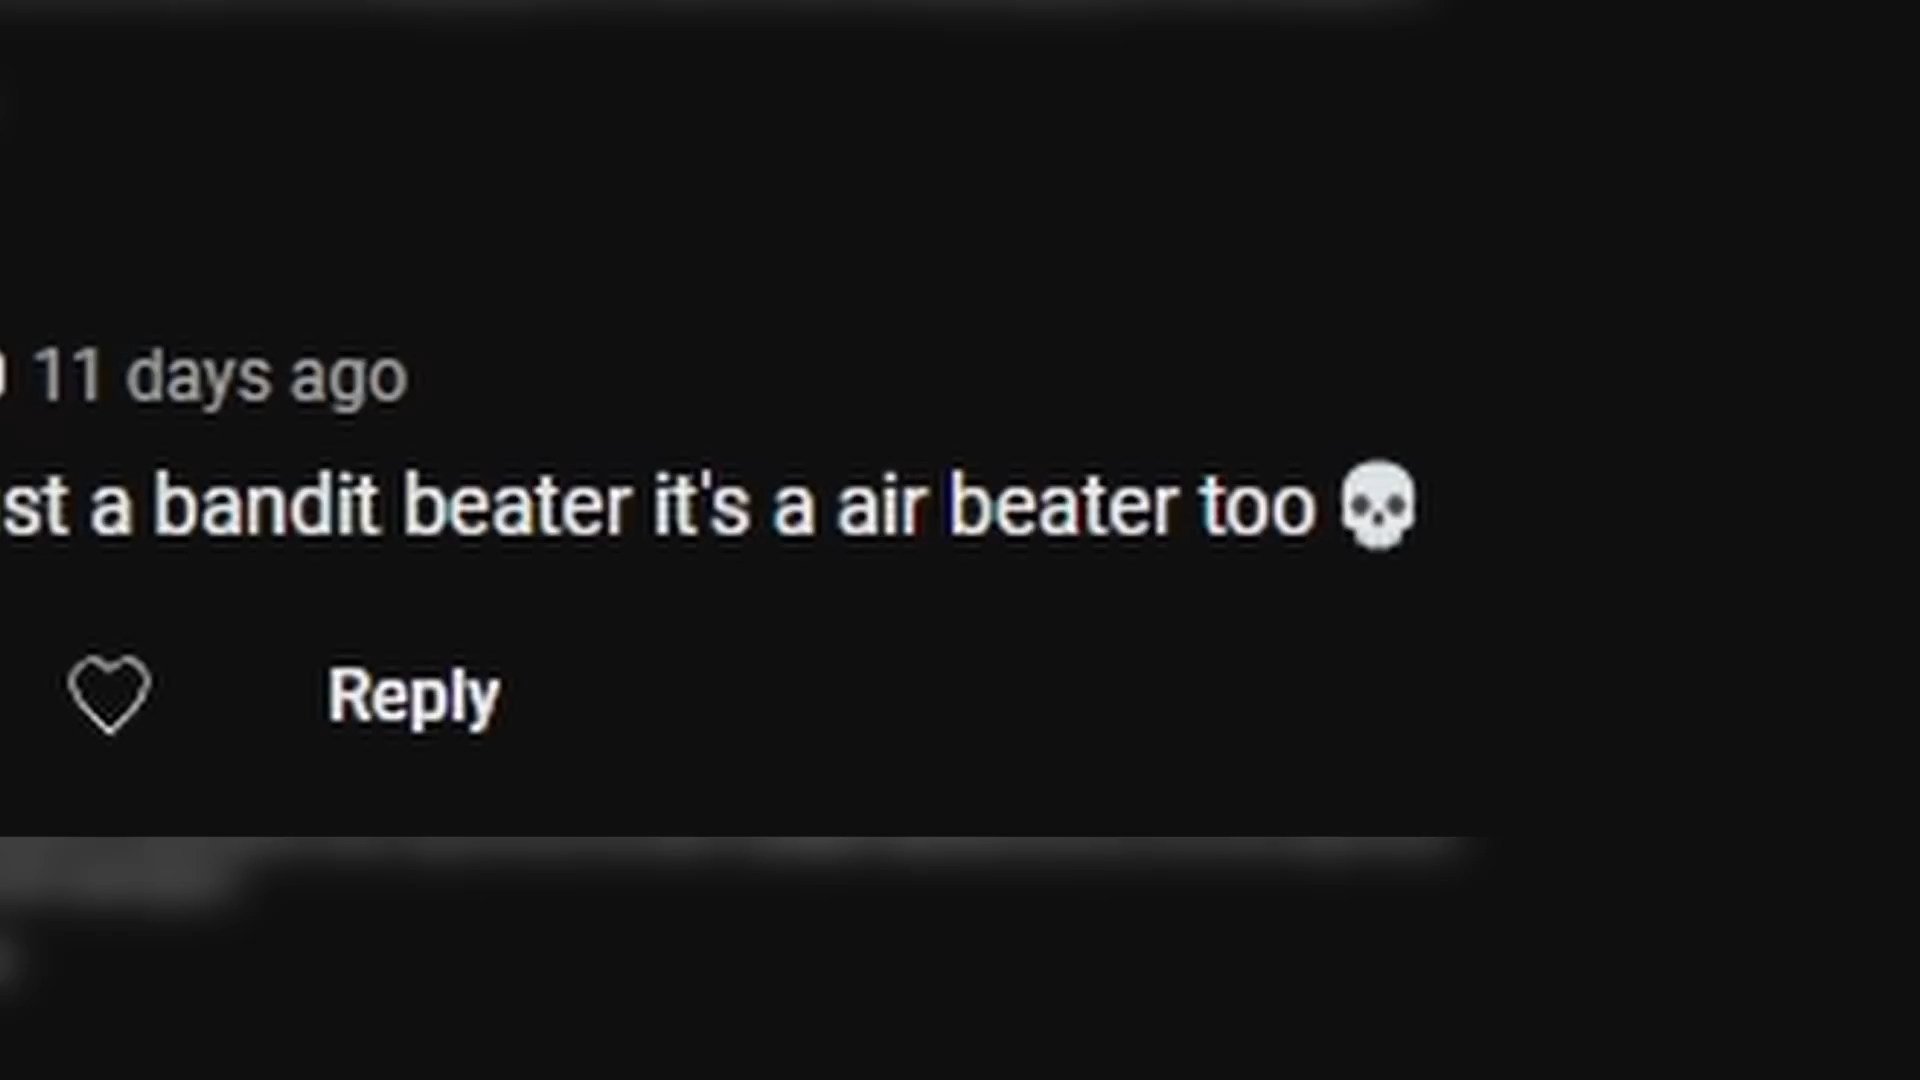 11 days ago
st a bandit beater it's a air beater too 💀
Reply